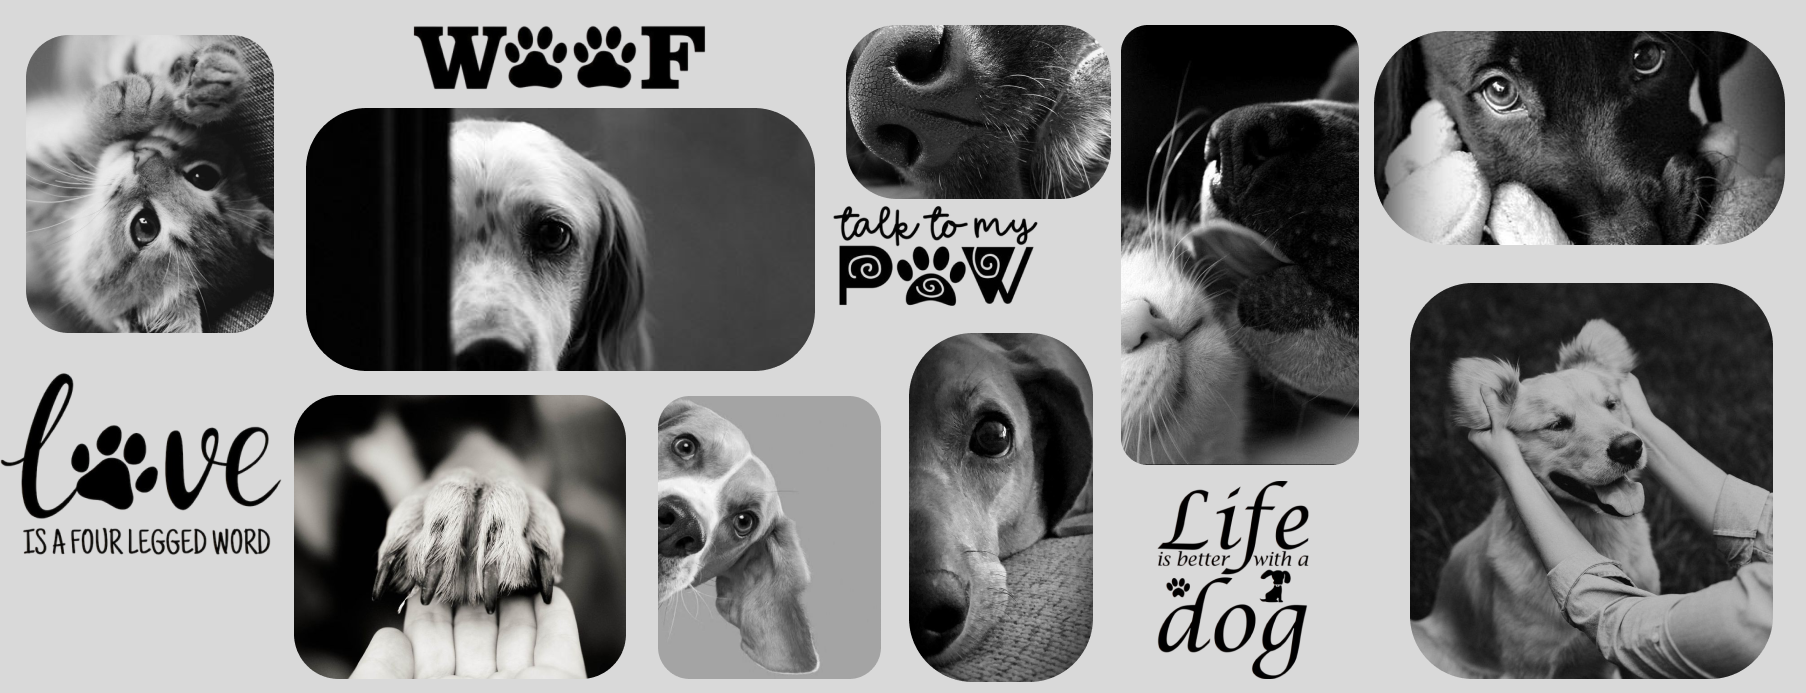 WOOF
talk to my
PAW
love
IS A FOUR LEGGED WORD
Life
is better with a
dog